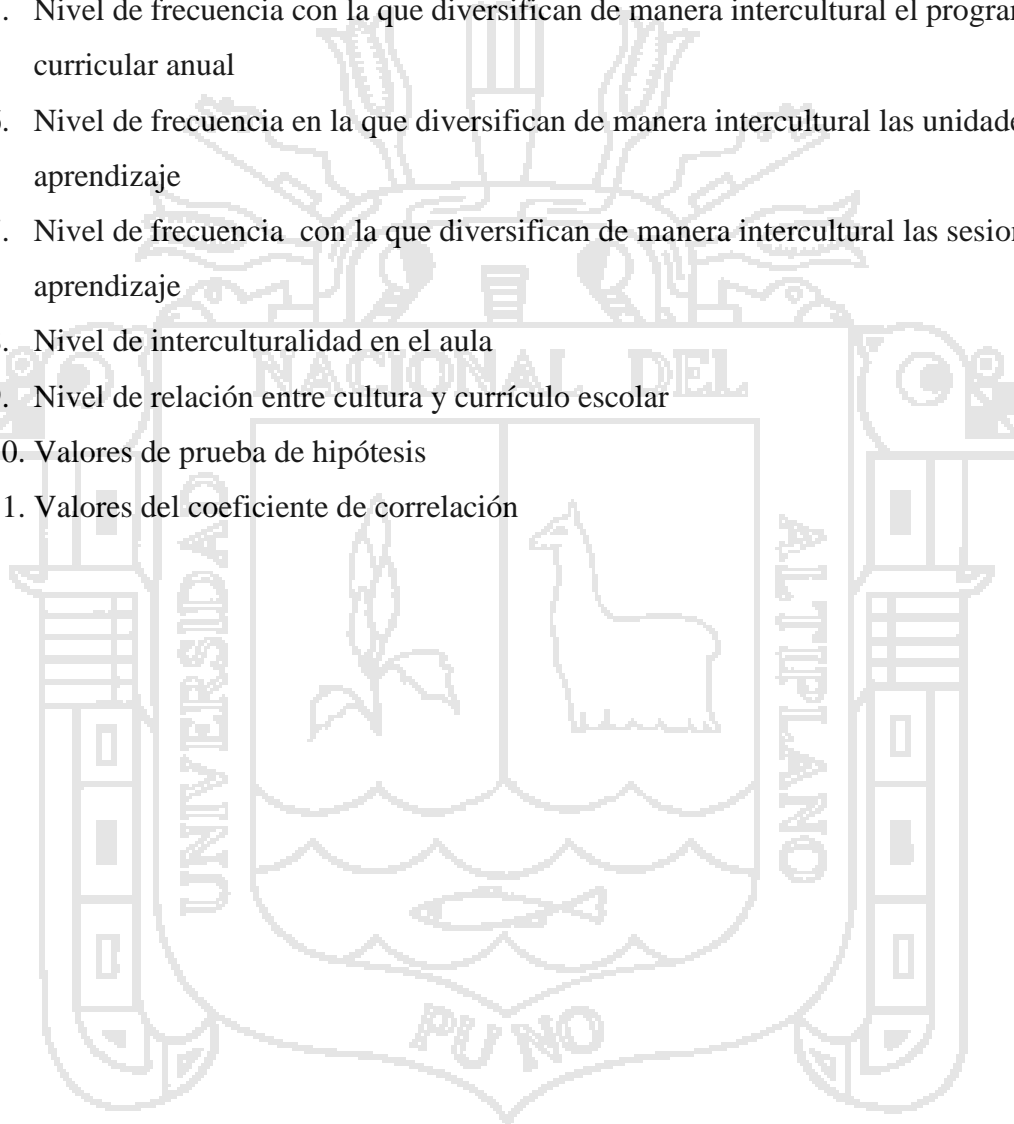 . Nivel de frecuencia con la que diversifican de manera intercultural el
curricular anual
. Nivel de frecuencia en la que diversifican de manera intercultural las
aprendizaje
. Nivel de frecuencia con la que diversifican de manera intercultural las
aprendizaje
. Nivel de interculturalidad en el aula
. Nivel de relación entre cultura y currículo escolar
0. Valores de prueba de hipótesis
1. Valores del coeficiente de correlación
NACIONAL DEL
UNIVERSIDAD
ALTIPLANO
PUNO